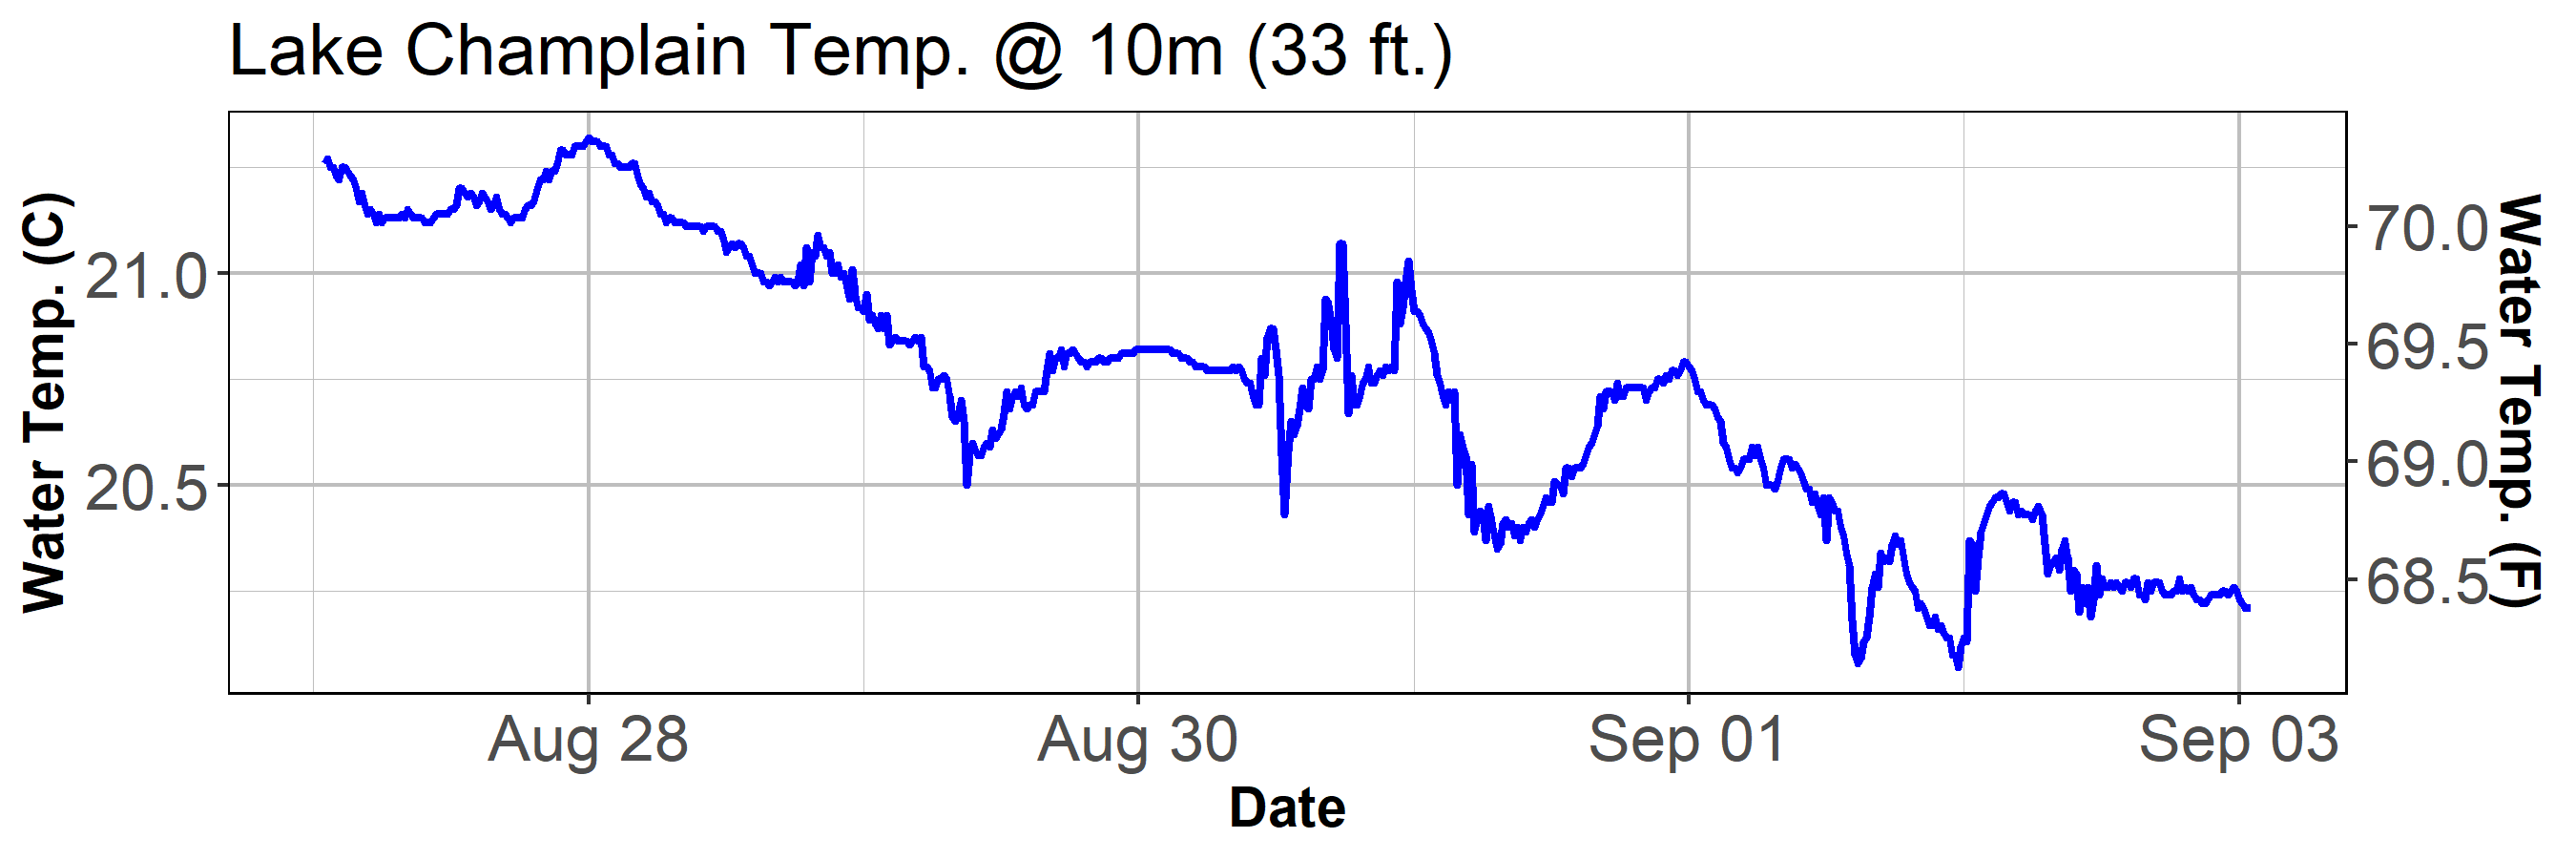 Lake Champlain Temp. @ 10m (33 ft.)
Water Temp. (C)
21.0
20.5
70.0
69.5
69.0
68.5
Water Temp. (F)
Aug 28
Aug 30
Sep 01
Sep 03
Date